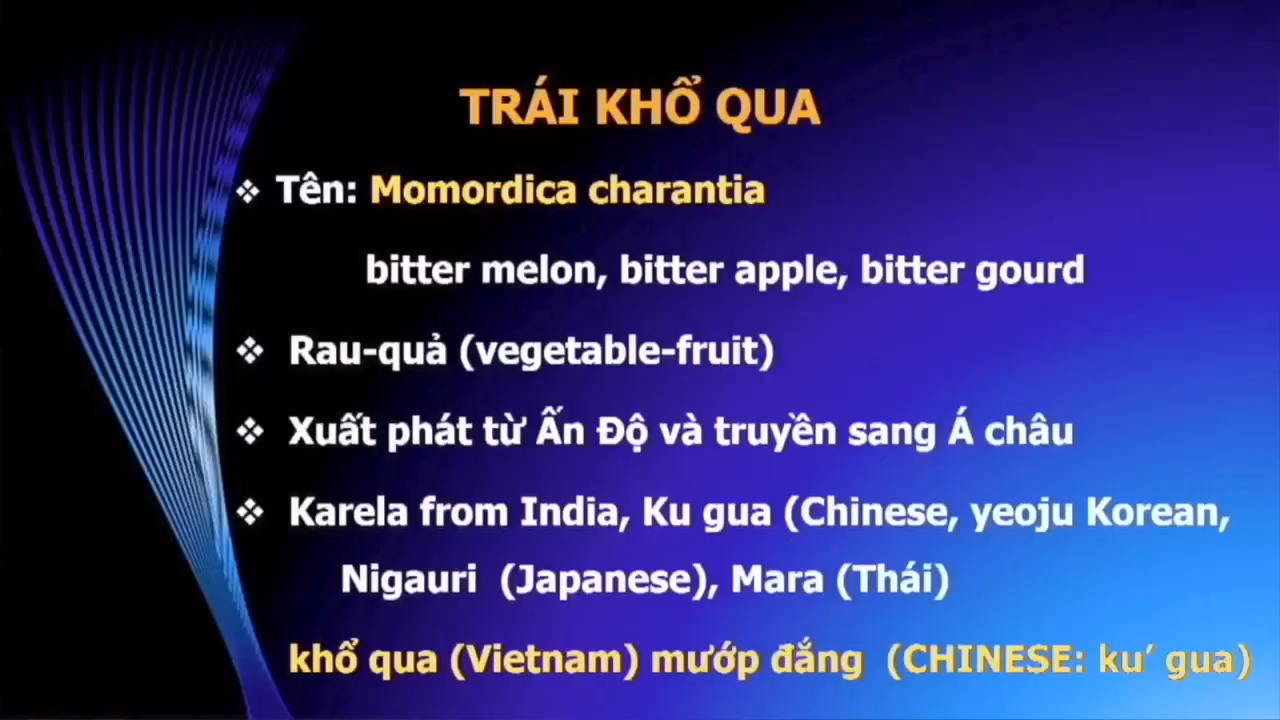 TRÁI KHỔ QUA
❖ Tên: Momordica charantia
bitter melon, bitter apple, bitter gourd
❖ Rau-quả (vegetable-fruit)
❖ Xuất phát từ Ấn Độ và truyền sang Á châu
❖ Karela from India, Ku gua (Chinese, yeoju Korean,
Nigauri (Japanese), Mara (Thái)
khổ qua (Vietnam) mướp đắng (CHINESE: ku’ gua)